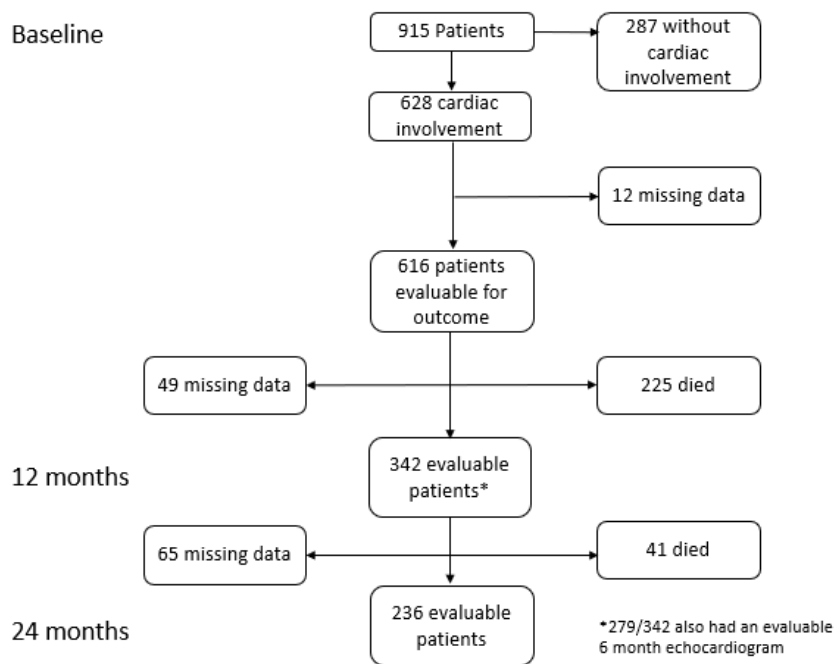 Baseline
915 Patients
287 without
cardiac
involvement
628 cardiac
involvement
12 missing data
616 patients
evaluable for
outcome
49 missing data
225 died
12 months
342 evaluable
patients*
65 missing data
41 died
24 months
236 evaluable
patients
*279/342 also had an evaluable
6 month echocardiogram